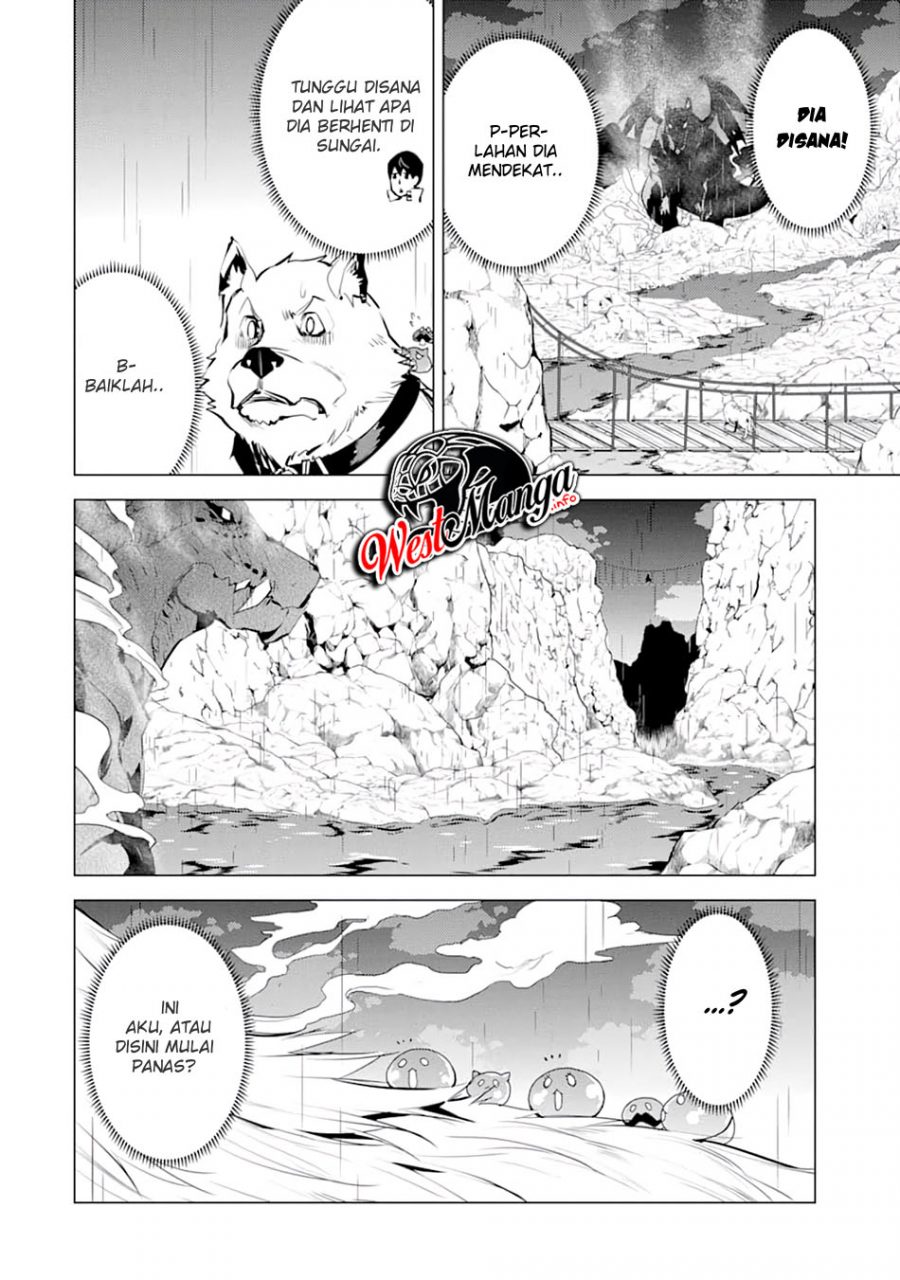 DIA
DISANA!
P-PER-
LAHAN DIA
MENDEKAT..
TUNGGU DISANA
DAN LIHAT APA
DIA BERHENTI DI
SUNGAI.
B-
BAIKLAH..
WestManga
.info
...?
INI
AKU, ATAU
DISINI MULAI
PANAS?